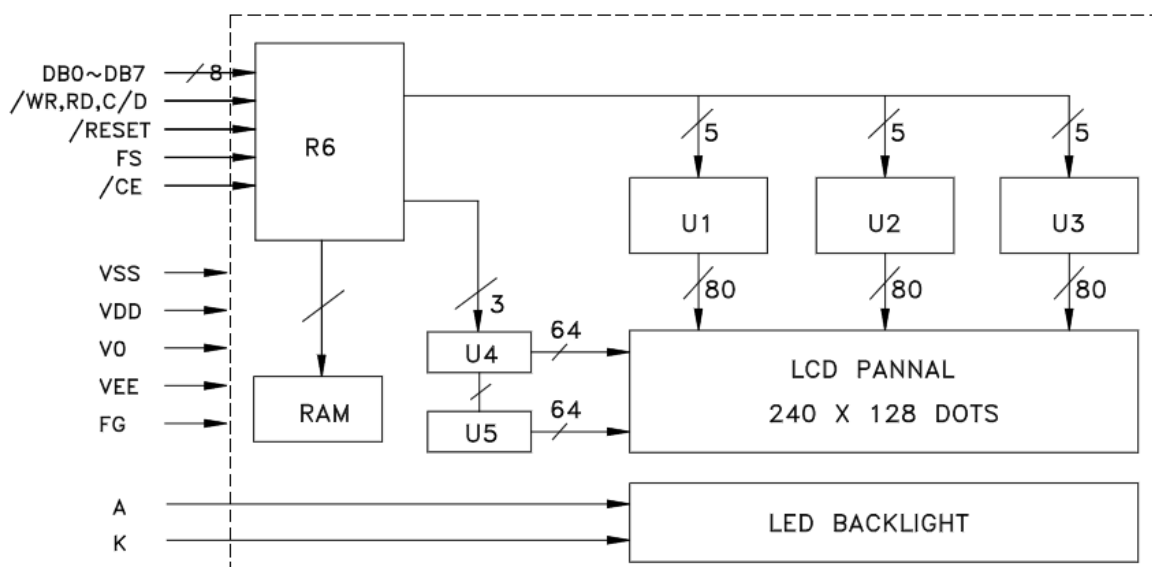 DB0~DB7
8
/WR,RD,C/D
/RESET
FS
/CE
R6
5
5
5
U1
U2
U3
80
80
80
VSS
VDD
V0
VEE
FG
3
RAM
U4
64
U5
64
LCD PANNAL
240 X 128 DOTS
A
K
LED BACKLIGHT